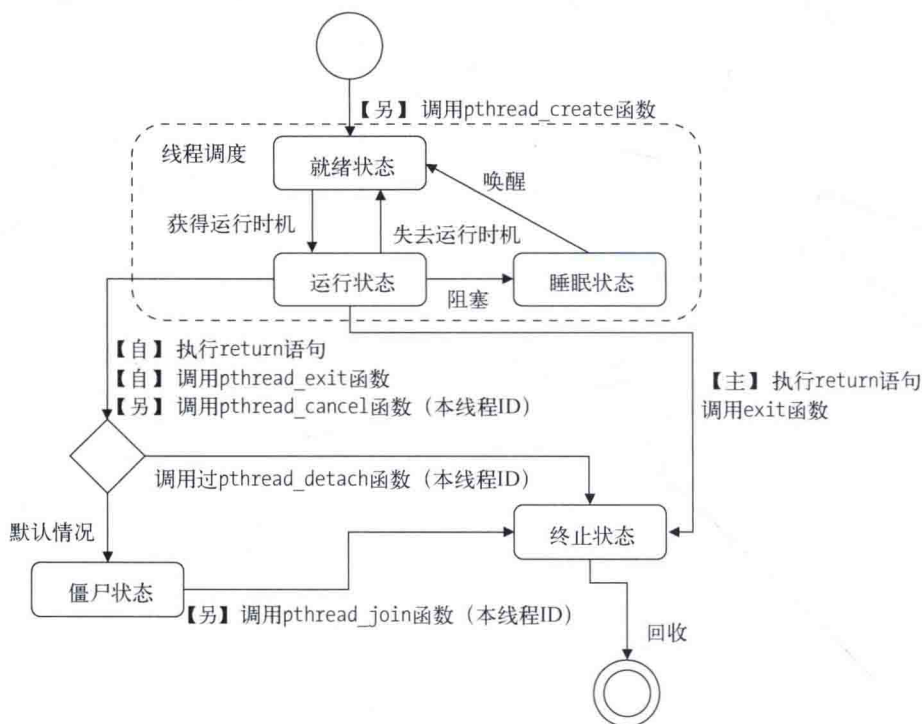 【另】 调用pthread_create函数
线程调度
就绪状态
唤醒
获得运行时机
失去运行时机
运行状态
阻塞
睡眠状态
【自】 执行return语句
【自】 调用pthread_exit函数
【另】 调用pthread_cancel函数（本线程ID）
【主】 执行return语句
调用exit函数
调用过pthread_detach函数（本线程ID）
默认情况
终止状态
僵尸状态
【另】 调用pthread_join函数（本线程ID）
回收